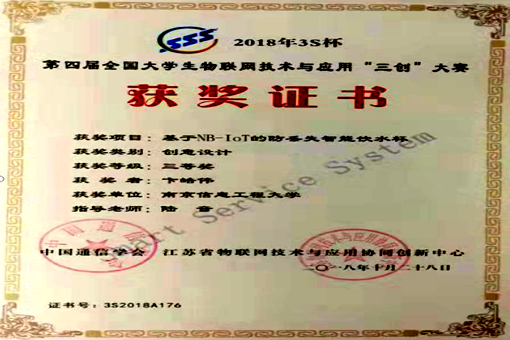 SSS 2018年3S杯
第四届全国大学生物联网技术与应用“三创”大赛
获奖证书
获奖项目：基于NB-IoT的防丢失智能饮水杯
获奖类别：创意设计
获奖等级：三等奖
获 奖 者：卞皓伟
获奖单位：南京信息工程大学
指导老师：陆
Smart Service System
中国通信学会 江苏省物联网技术与应用协同创新中心
二〇一八年十月二十八日
证书号：3S2018A176